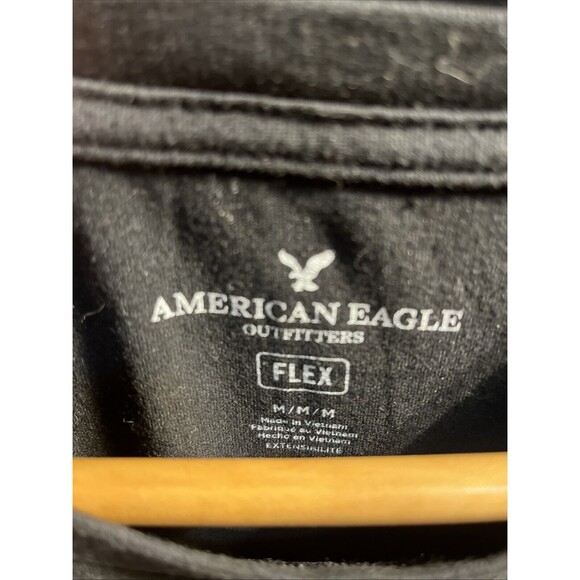 AMERICAN EAGLE
OUTFITTERS
FLEX
M/M/M
Made in Vietnam
Fabriqué au Vietnam
Hecho en Vietnam
EXTENSIBILITÉ